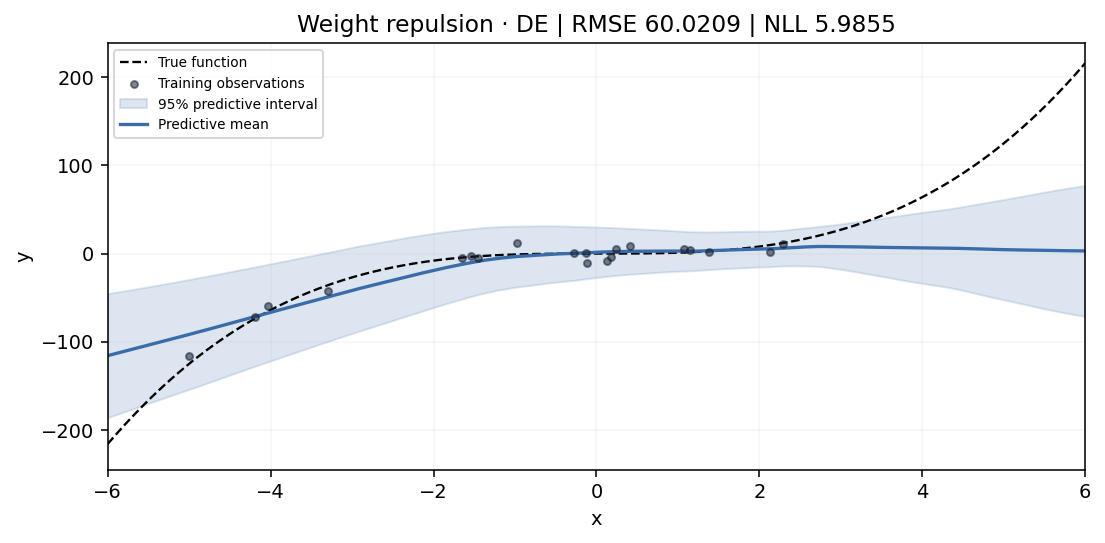 Weight repulsion · DE | RMSE 60.0209 | NLL 5.9855
True function
Training observations
95% predictive interval
Predictive mean
y
200
100
0
−100
−200
−6 −4 −2 0 2 4 6
x